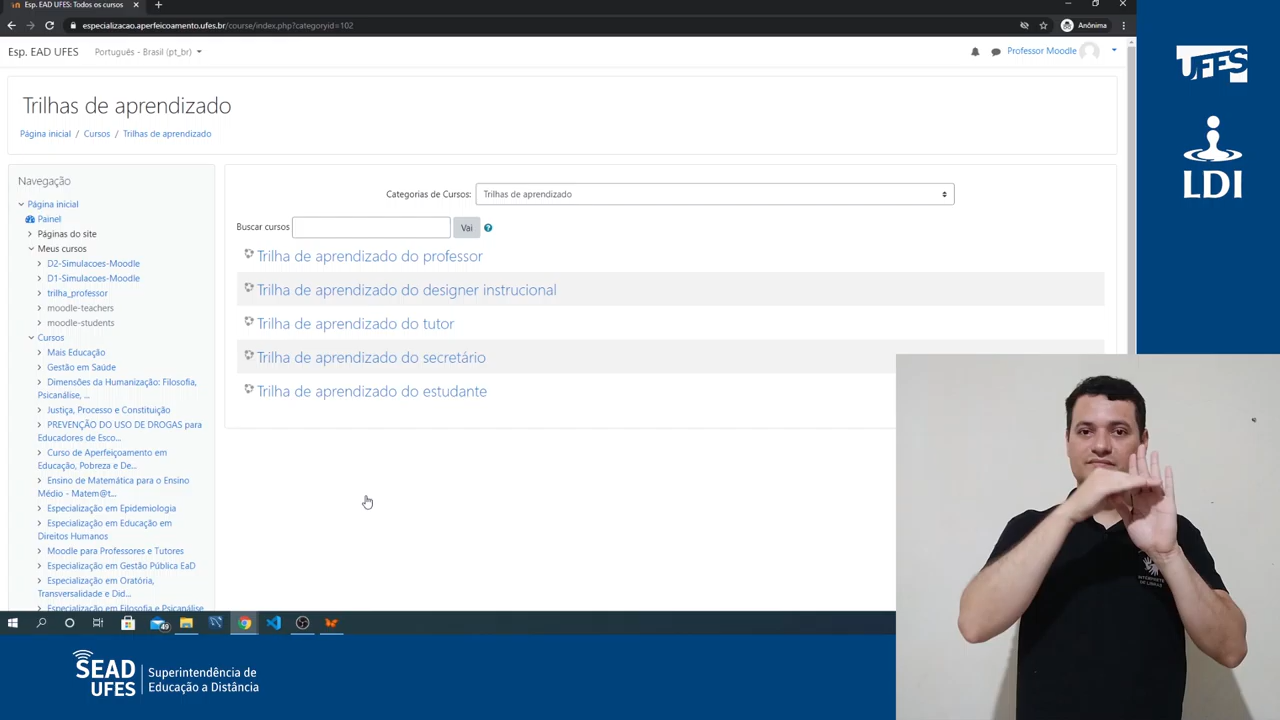 Esp. EAD UFES: Todos os cursos
especializacao.aperfeicoamento.ufes.br/course/index.php?categoryid=102
Anônima
Esp. EAD UFES
Português - Brasil (pt_br)
Professor Moodle
Trilhas de aprendizado
Página inicial / Cursos / Trilhas de aprendizado
Navegação
Página inicial
Painel
Páginas do site
Meus cursos
D2-Simulacoes-Moodle
D1-Simulacoes-Moodle
trilha_professor
moodle-teachers
moodle-students
Cursos
Mais Educação
Gestão em Saúde
Dimensões da Humanização: Filosofia,
Psicanálise, ...
Justiça, Processo e Constituição
PREVENÇÃO DO USO DE DROGAS para
Educadores de Esco...
Curso de Aperfeiçoamento em
Educação, Pobreza e De...
Ensino de Matemática para o Ensino
Médio - Matem@t...
Especialização em Epidemiologia
Especialização em Educação em
Direitos Humanos
Moodle para Professores e Tutores
Especialização em Gestão Pública EaD
Especialização em Oratória,
Transversalidade e Did...
Especialização em Filosofia e Psicanálise
Categorias de Cursos: Trilhas de aprendizado
Buscar cursos Vai
Trilha de aprendizado do professor
Trilha de aprendizado do designer instrucional
Trilha de aprendizado do tutor
Trilha de aprendizado do secretário
Trilha de aprendizado do estudante
49
UFES
LDI
INTÉRPRETE
DE LIBRAS
SEAD
UFES
Superintendência de
Educação a Distância